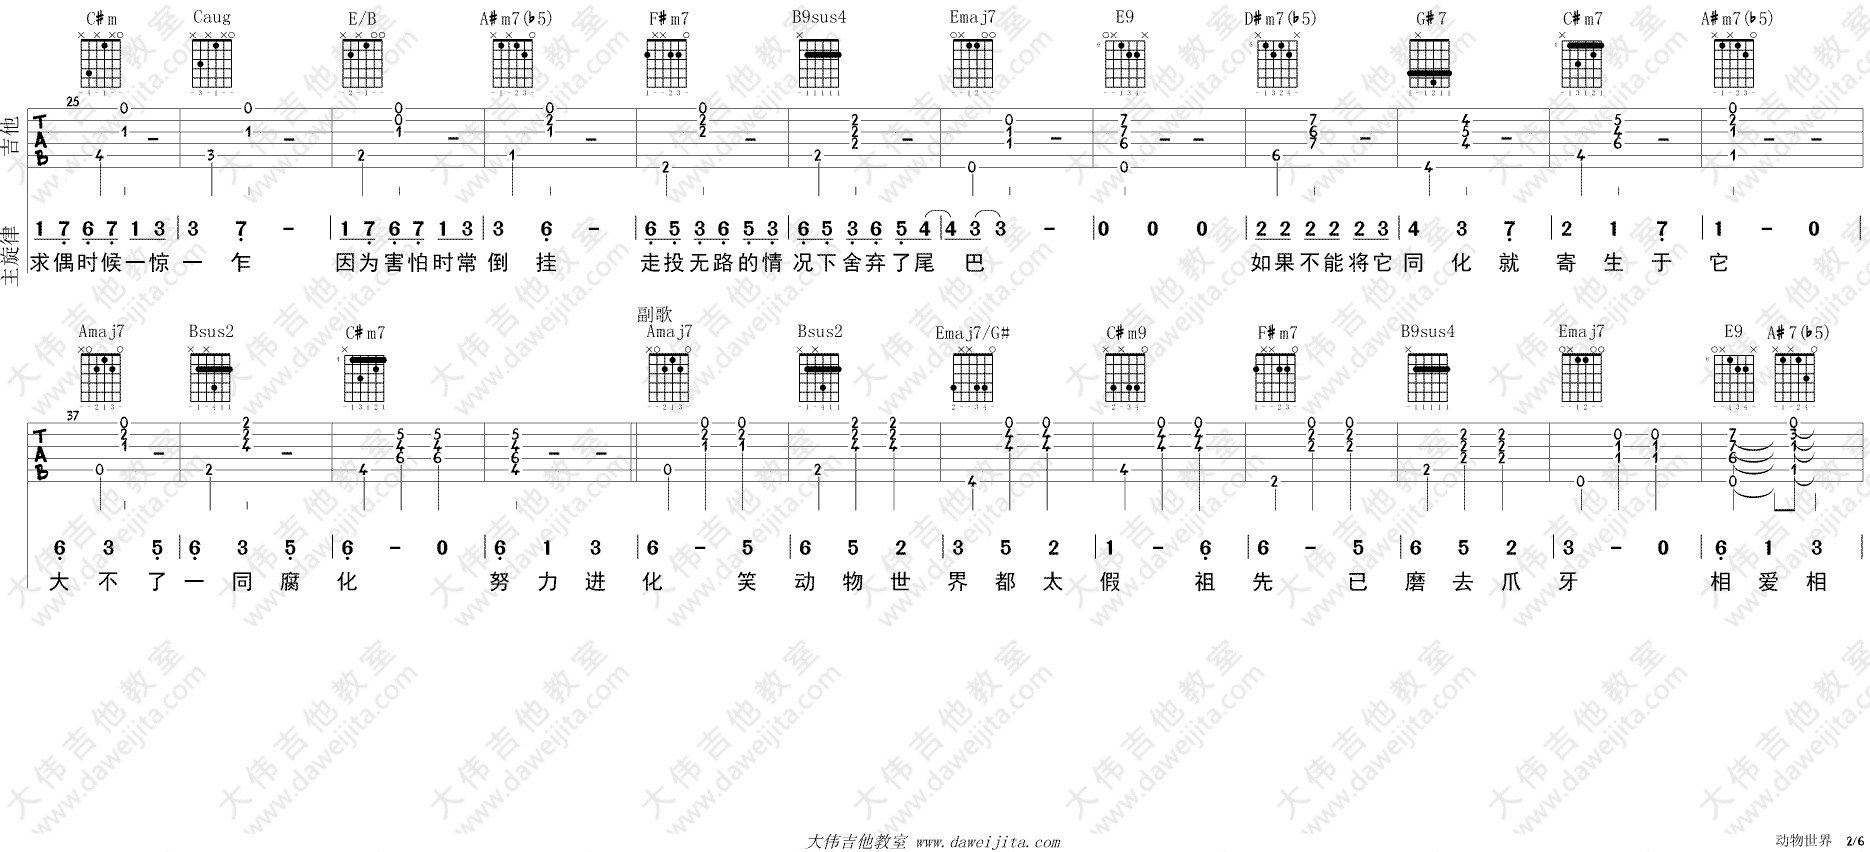 C♯m Caug E/B A♯m7(♭5) F♯m7 B9sus4 Emaj7 E9 D♯m7(♭5) G♯7 C♯m7 A♯m7(♭5)
25
吉他
TAB
主旋律
1 7 6 7 1 3 | 3 7 - | 1 7 6 7 1 3 | 3 6 - | 6 5 3 6 5 3 | 6 5 3 6 5 4 | 4 3 3 - | 0 0 0 | 2 2 2 2 2 3 | 4 3 7 | 2 1 7 | 1 - 0 |
求偶时候一惊 一 乍 因为害怕时常 倒 挂 走投无路的情 况下舍弃了尾 巴 如果不能将它 同 化 就 寄 生 于 它
副歌
Amaj7 Bsus2 C♯m7 Amaj7 Bsus2 Emaj7/G# C♯m9 F♯m7 B9sus4 Emaj7 E9 A♯7(♭5)
37
TAB
6 3 5 | 6 3 5 | 6 - 0 | 6 1 3 | 6 - 5 | 6 5 2 | 3 5 2 | 1 - 6 | 6 - 5 | 6 5 2 | 3 - 0 | 6 1 3 |
大 不 了 一 同 腐 化 努 力 进 化 笑 动 物 世 界 都 太 假 祖 先 已 磨 去 爪 牙 相 爱 相
大伟吉他教室 www.daweijita.com
动物世界 2/6